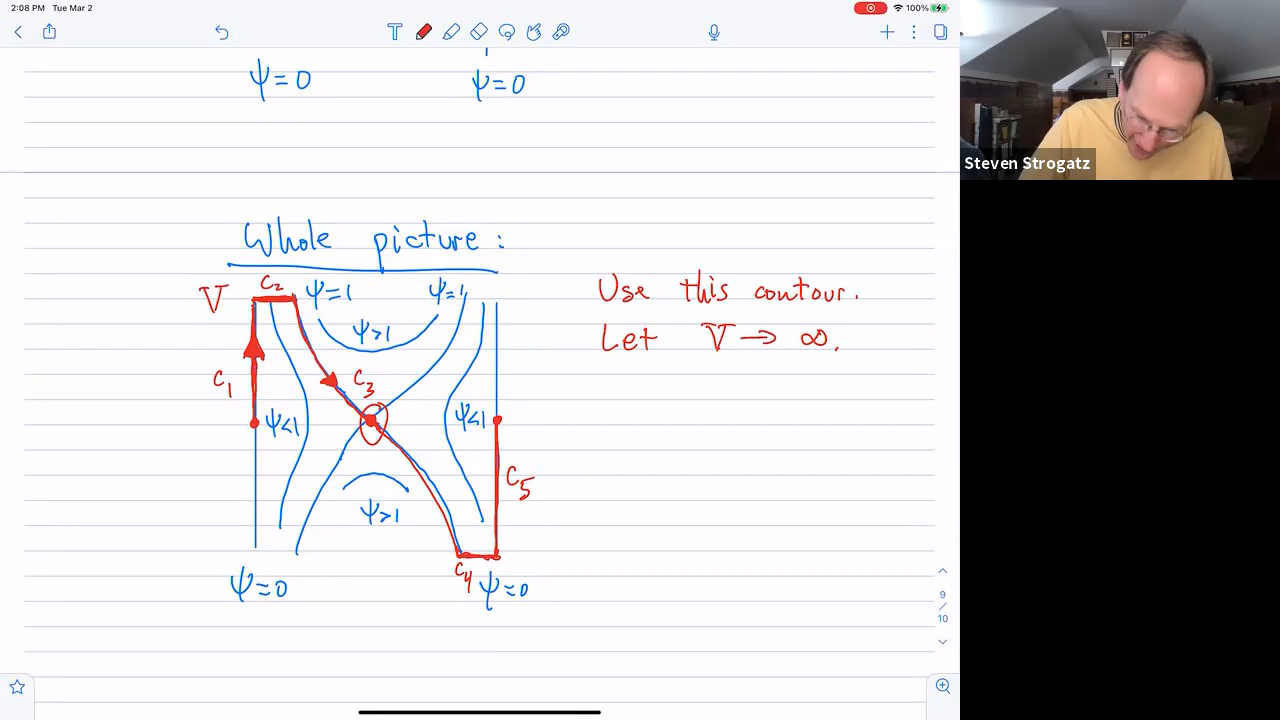 2:08 PM Tue Mar 2
100%
T
ψ = 0 ψ = 0
Steven Strogatz
Whole picture:
V C2 ψ=1 ψ=1
Use this contour.
ψ>1
Let V → ∞.
C1 C3
ψ<1 ψ<1
C5
ψ>1
C4
ψ=0 ψ=0
9
/
10